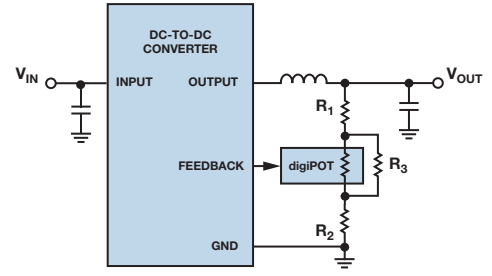 DC-TO-DC
CONVERTER
VIN
INPUT
OUTPUT
VOUT
R1
FEEDBACK
digiPOT
R3
R2
GND